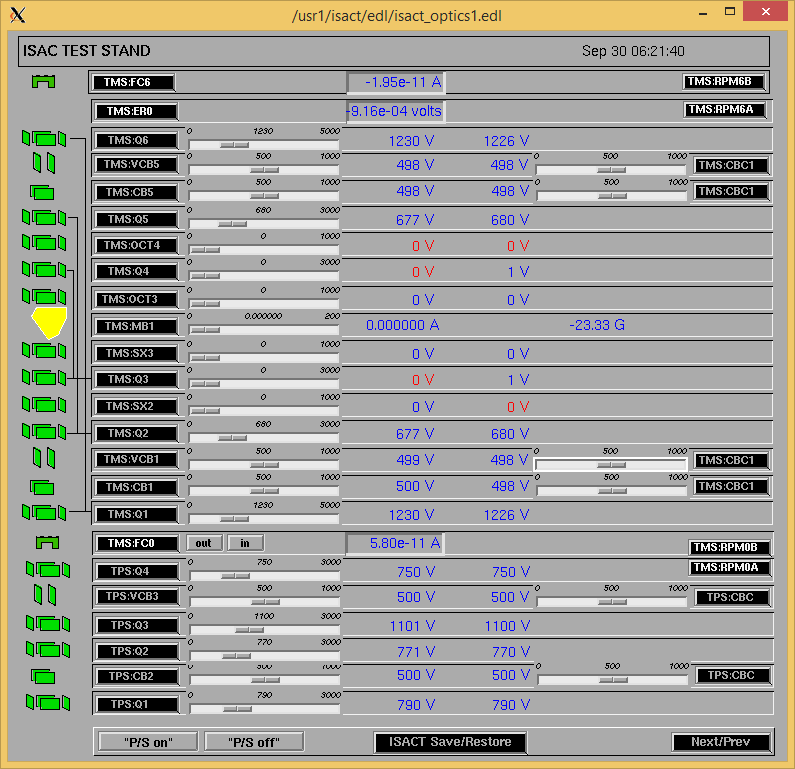 /usr1/isact/edl/isact_optics1.edl
ISAC TEST STAND Sep 30 06:21:40
TMS:FC6 -1.95e-11 A TMS:RPM6B
TMS:ER0 -9.16e-04 volts TMS:RPM6A
TMS:Q6 0 1230 5000 1230 V 1226 V
TMS:VCB5 0 500 1000 498 V 498 V 0 500 1000 TMS:CBC1
TMS:CB5 0 500 1000 498 V 498 V 0 500 1000 TMS:CBC1
TMS:Q5 0 680 3000 677 V 680 V
TMS:OCT4 0 0 1000 0 V 0 V
TMS:Q4 0 0 3000 0 V 1 V
TMS:OCT3 0 0 1000 0 V 0 V
TMS:MB1 0 0.000000 200 0.000000 A -23.33 G
TMS:SX3 0 0 1000 0 V 0 V
TMS:Q3 0 0 1000 0 V 1 V
TMS:SX2 0 0 1000 0 V 0 V
TMS:Q2 0 680 3000 677 V 680 V
TMS:VCB1 0 500 1000 499 V 498 V 0 500 1000 TMS:CBC1
TMS:CB1 0 500 1000 500 V 498 V 0 500 1000 TMS:CBC1
TMS:Q1 0 1230 5000 1230 V 1226 V
TMS:FC0 out in 5.80e-11 A TMS:RPM0B
TPS:Q4 0 750 3000 750 V 750 V TMS:RPM0A
TPS:VCB3 0 500 1000 500 V 500 V 0 500 1000 TPS:CBC
TPS:Q3 0 1100 3000 1101 V 1100 V
TPS:Q2 0 770 3000 771 V 770 V
TPS:CB2 0 500 1000 500 V 500 V 0 500 1000 TPS:CBC
TPS:Q1 0 790 3000 790 V 790 V
"P/S on" "P/S off" ISACT Save/Restore Next/Prev